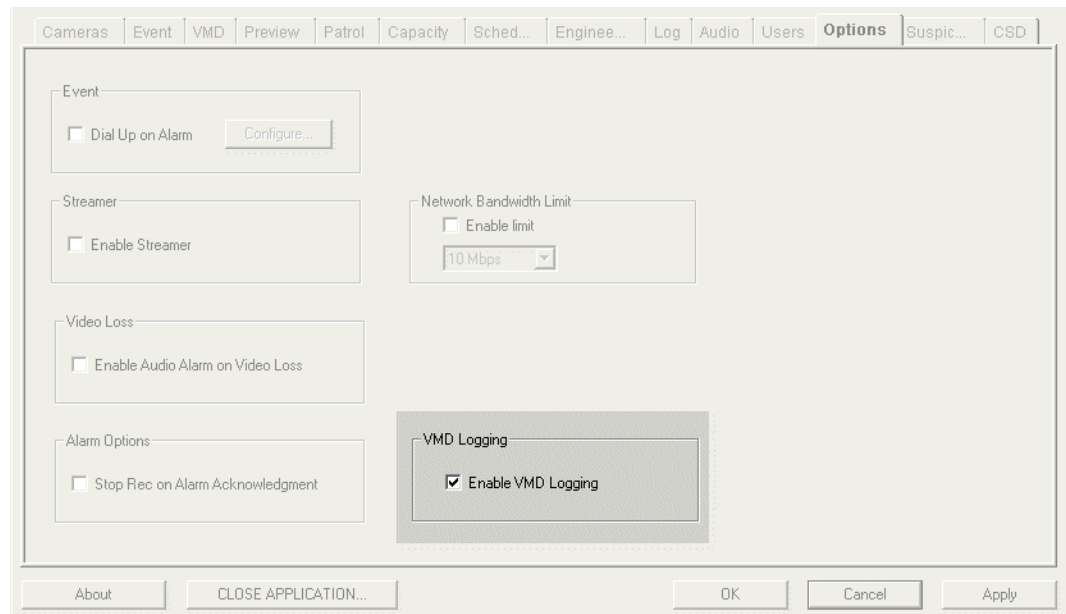 Cameras Event VMD Preview Patrol Capacity Sched... Enginee... Log Audio Users Options Suspic... CSD
Event
Dial Up on Alarm Configure...
Streamer
Enable Streamer
Network Bandwidth Limit
Enable limit
10 Mbps
Video Loss
Enable Audio Alarm on Video Loss
Alarm Options
Stop Rec on Alarm Acknowledgment
VMD Logging
Enable VMD Logging
About CLOSE APPLICATION... OK Cancel Apply